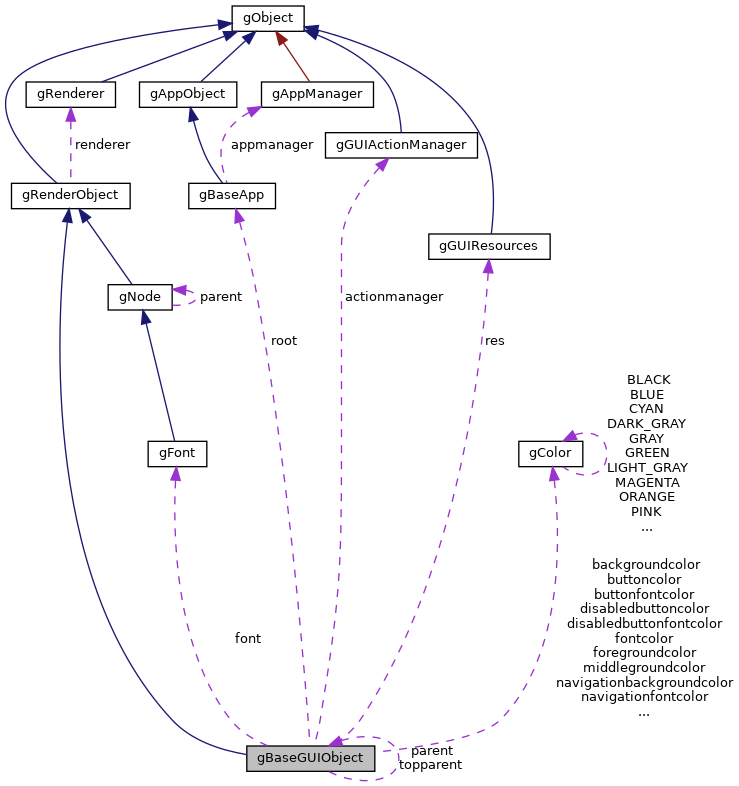 gObject
gRenderer
gAppObject
gAppManager
renderer
appmanager
gGUIActionManager
gRenderObject
gBaseApp
gGUIResources
gNode
parent
actionmanager
root
res
BLACK
BLUE
CYAN
DARK_GRAY
GRAY
GREEN
LIGHT_GRAY
MAGENTA
ORANGE
PINK
...
gFont
gColor
backgroundcolor
buttoncolor
buttonfontcolor
disabledbuttoncolor
disabledbuttonfontcolor
fontcolor
foregroundcolor
middlegroundcolor
navigationbackgroundcolor
navigationfontcolor
...
font
gBaseGUIObject
parent
topparent